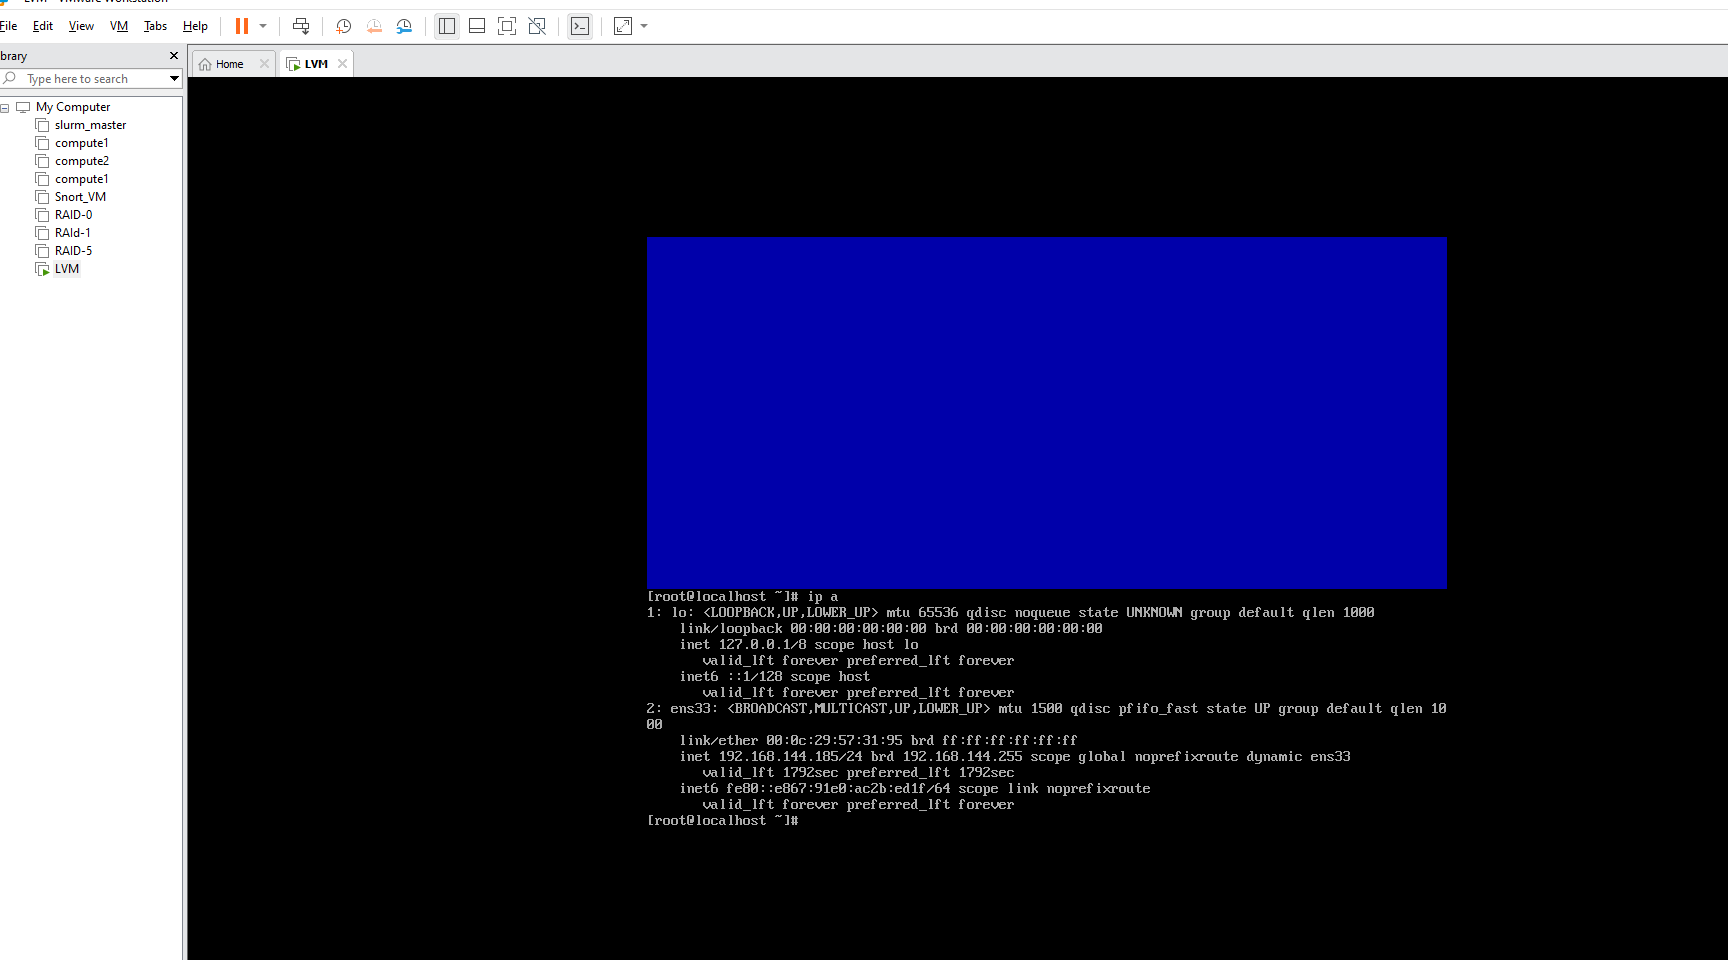 LVM - VMware Workstation
File Edit View VM Tabs Help
brary
Type here to search
Home
LVM
My Computer
slurm_master
compute1
compute2
compute1
Snort_VM
RAID-0
RAId-1
RAID-5
LVM
[root@localhost ~]# ip a
1: lo: <LOOPBACK,UP,LOWER_UP> mtu 65536 qdisc noqueue state UNKNOWN group default qlen 1000
link/loopback 00:00:00:00:00:00 brd 00:00:00:00:00:00
inet 127.0.0.1/8 scope host lo
valid_lft forever preferred_lft forever
inet6 ::1/128 scope host
valid_lft forever preferred_lft forever
2: ens33: <BROADCAST,MULTICAST,UP,LOWER_UP> mtu 1500 qdisc pfifo_fast state UP group default qlen 10
00
link/ether 00:0c:29:57:31:95 brd ff:ff:ff:ff:ff:ff
inet 192.168.144.185/24 brd 192.168.144.255 scope global noprefixroute dynamic ens33
valid_lft 1792sec preferred_lft 1792sec
inet6 fe80::e867:91e0:ac2b:ed1f/64 scope link noprefixroute
valid_lft forever preferred_lft forever
[root@localhost ~]#